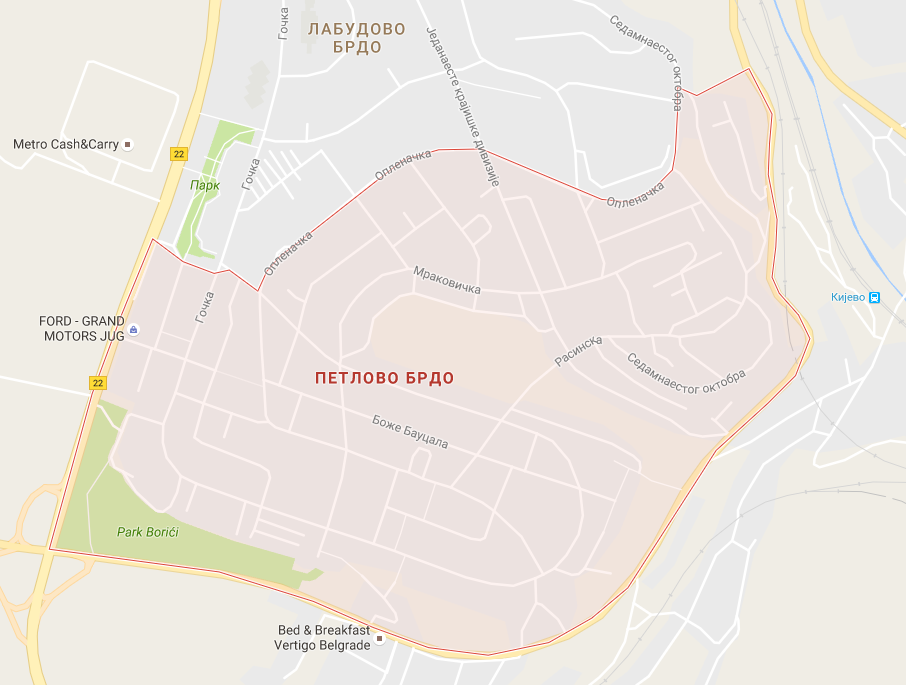 Гочка
ЛАБУДОВО
БРДО
Седамнаестог октобра
Једанаесте крајишке дивизије
Metro Cash&Carry
22
Опленачка
Гочка
Парк
Опленачка
Опленачка
Мраковичка
Кијево
Гочка
FORD - GRAND
MOTORS JUG
Расинска
Седамнаестог октобра
22
ПЕТЛОВО БРДО
Боже Бауцала
Park Borići
Bed & Breakfast
Vertigo Belgrade